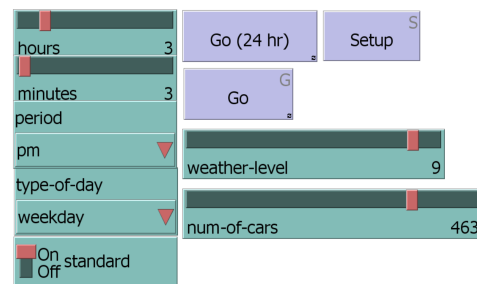 hours 3
minutes 3
period
pm
type-of-day
weekday
On
Off
standard
Go (24 hr)
Setup
S
Go
G
weather-level 9
num-of-cars 463